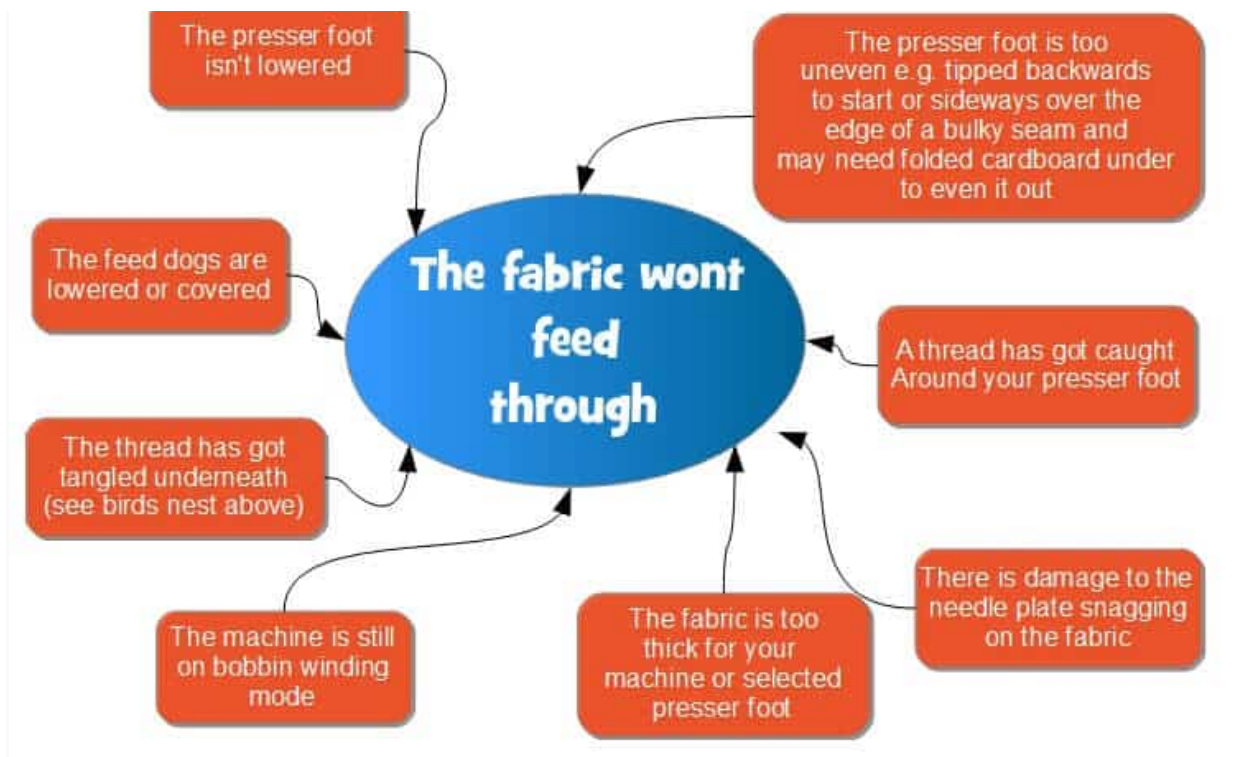 The presser foot
isn't lowered
The presser foot is too
uneven e.g. tipped backwards
to start or sideways over the
edge of a bulky seam and
may need folded cardboard under
to even it out
The feed dogs are
lowered or covered
The fabric wont
feed
through
A thread has got caught
Around your presser foot
The thread has got
tangled underneath
(see birds nest above)
There is damage to the
needle plate snagging
on the fabric
The machine is still
on bobbin winding
mode
The fabric is too
thick for your
machine or selected
presser foot